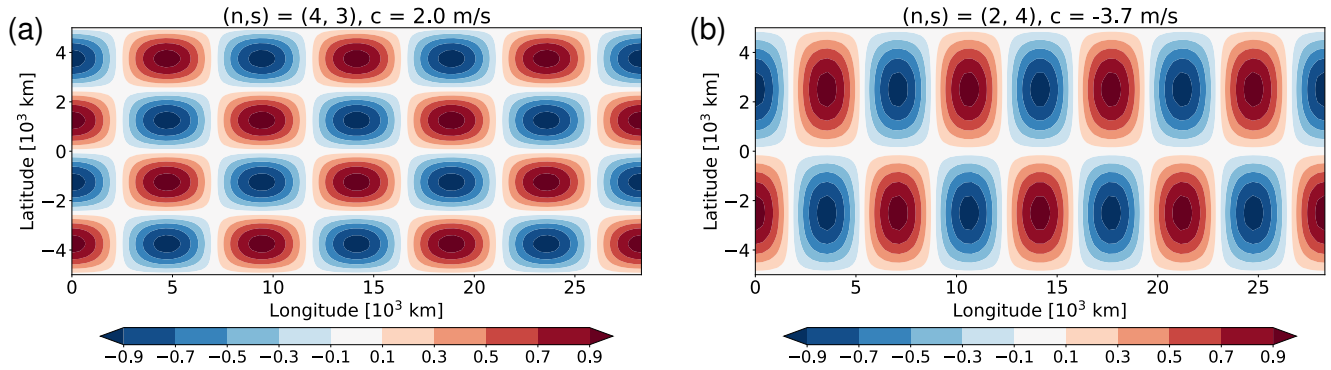 (a)
(n,s) = (4, 3), c = 2.0 m/s
Latitude [10³ km]
4
2
0
−2
−4
0 5 10 15 20 25
Longitude [10³ km]
−0.9 −0.7 −0.5 −0.3 −0.1 0.1 0.3 0.5 0.7 0.9
(b)
(n,s) = (2, 4), c = -3.7 m/s
Latitude [10³ km]
4
2
0
−2
−4
0 5 10 15 20 25
Longitude [10³ km]
−0.9 −0.7 −0.5 −0.3 −0.1 0.1 0.3 0.5 0.7 0.9